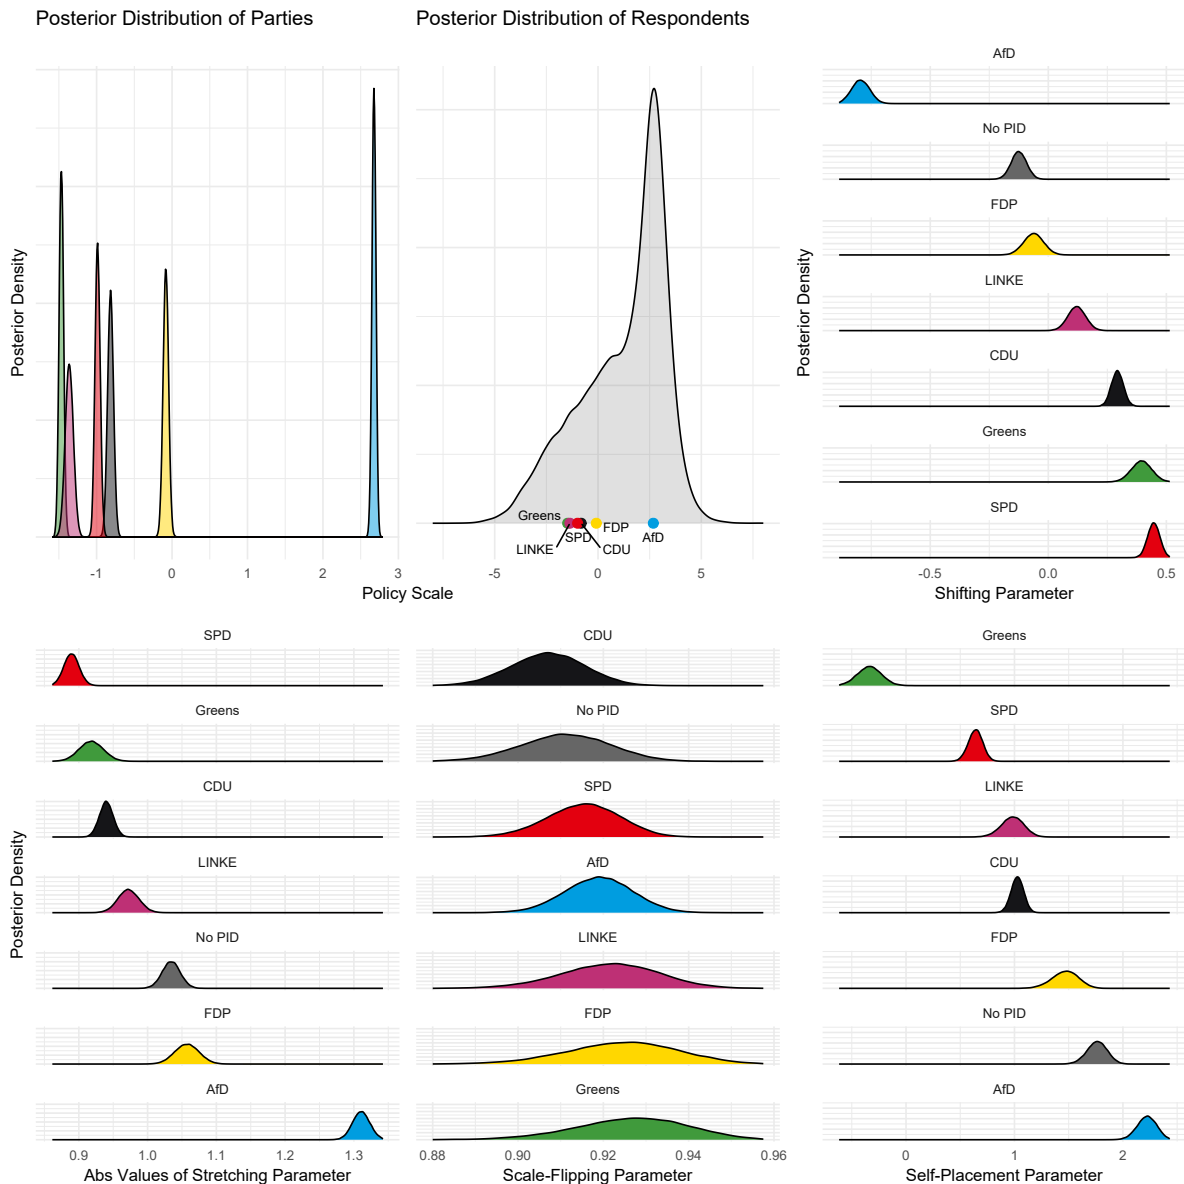 Posterior Distribution of Parties
Posterior Density
-1 0 1 2 3
Posterior Distribution of Respondents
Greens
FDP
SPD
AfD
LINKE
CDU
-5 0 5
Policy Scale
Posterior Density
AfD
No PID
FDP
LINKE
CDU
Greens
SPD
-0.5 0.0 0.5
Shifting Parameter
Posterior Density
SPD
Greens
CDU
LINKE
No PID
FDP
AfD
0.9 1.0 1.1 1.2 1.3
Abs Values of Stretching Parameter
CDU
No PID
SPD
AfD
LINKE
FDP
Greens
0.88 0.90 0.92 0.94 0.96
Scale-Flipping Parameter
Greens
SPD
LINKE
CDU
FDP
No PID
AfD
0 1 2
Self-Placement Parameter